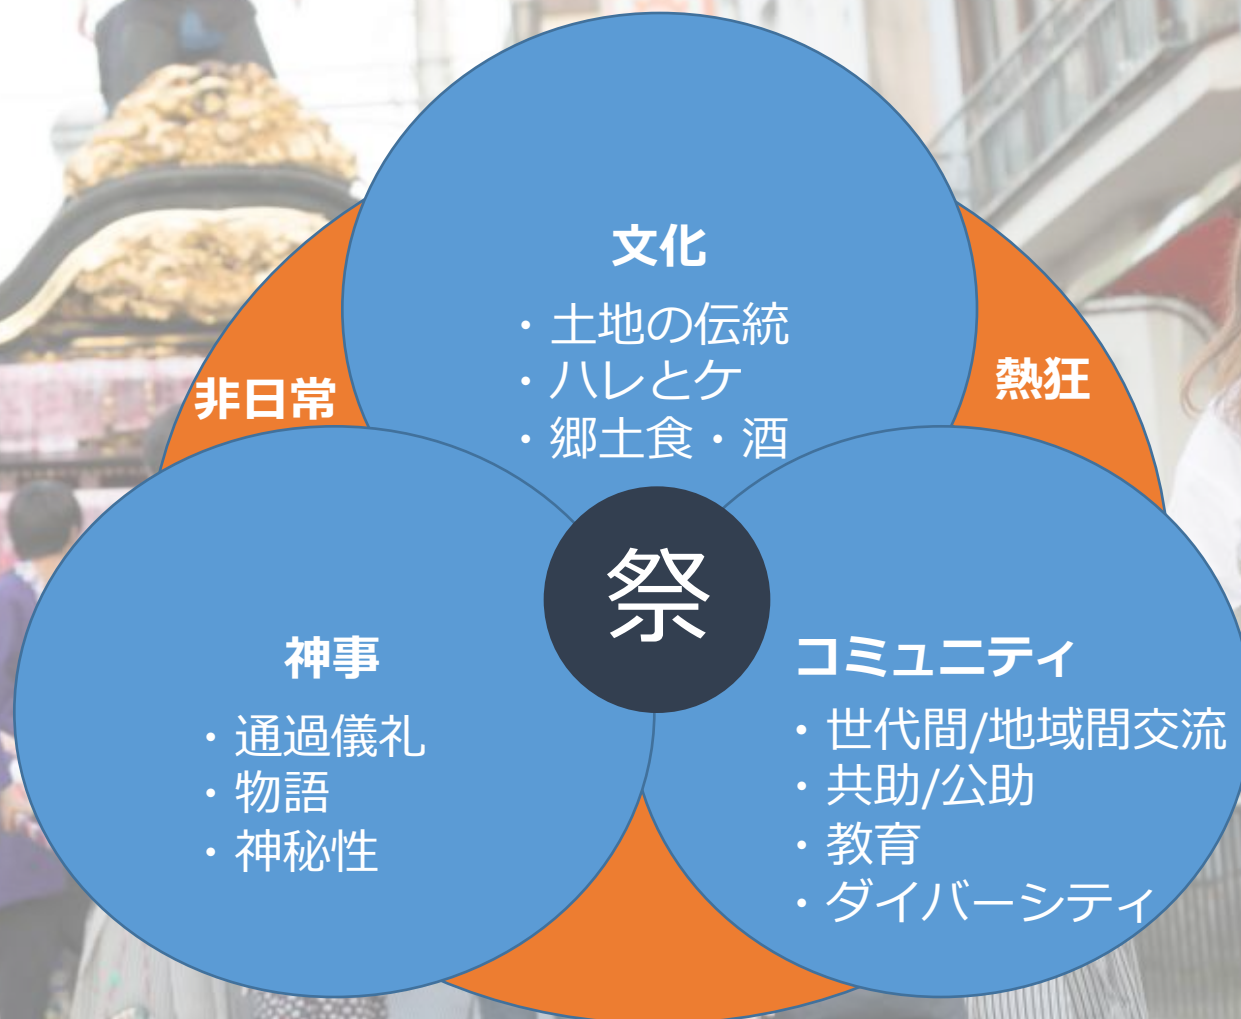 文化
・土地の伝統
・ハレとケ
・郷土食・酒
非日常
熱狂
祭
神事
・通過儀礼
・物語
・神秘性
コミュニティ
・世代間/地域間交流
・共助/公助
・教育
・ダイバーシティ